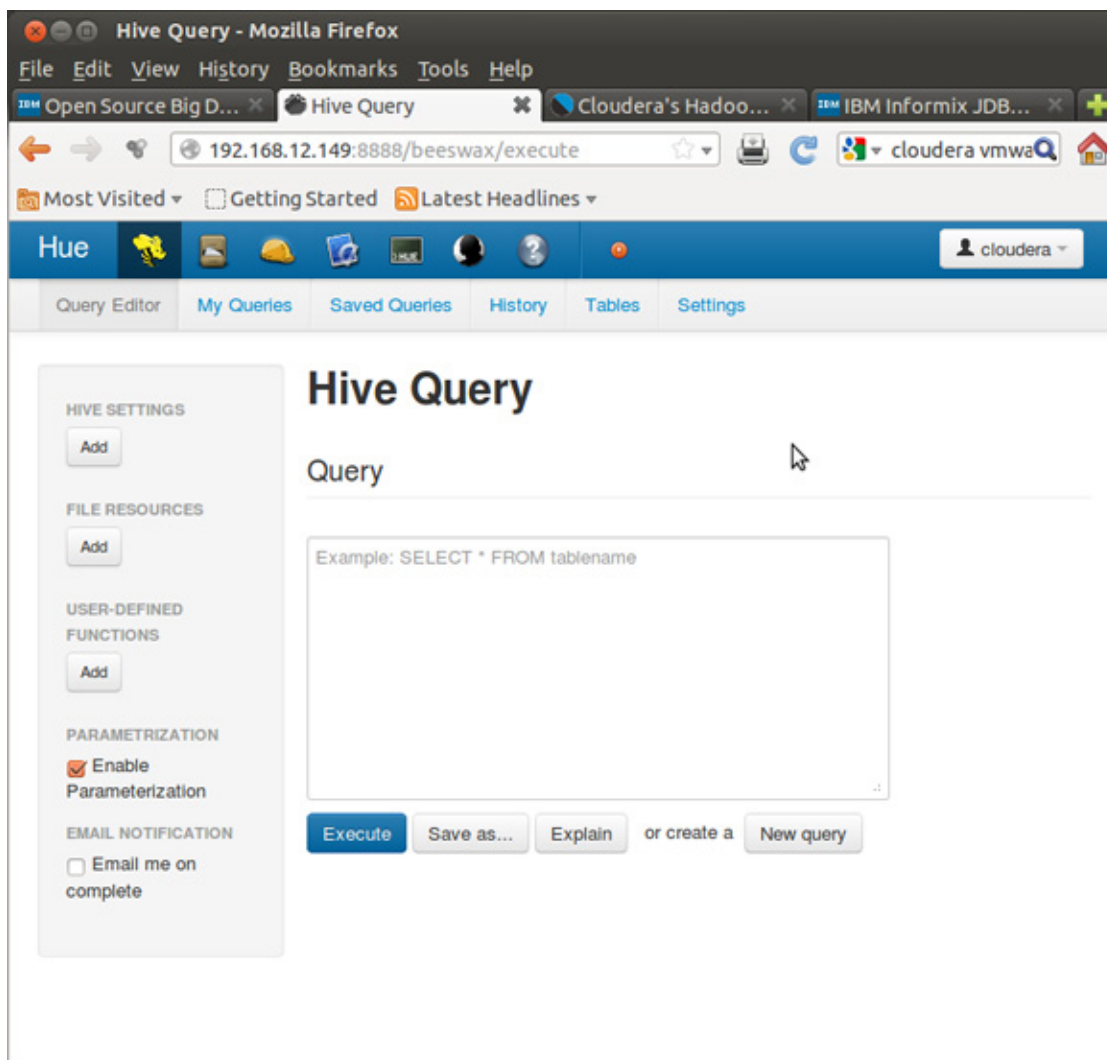 Hive Query - Mozilla Firefox
File Edit View History Bookmarks Tools Help
IBM Open Source Big D... Hive Query Cloudera's Hadoo... IBM IBM Informix JDB...
192.168.12.149:8888/beeswax/execute cloudera vmwa
Most Visited Getting Started Latest Headlines
Hue cloudera
Query Editor My Queries Saved Queries History Tables Settings
Hive Query
HIVE SETTINGS
Add
Query
FILE RESOURCES
Add
Example: SELECT * FROM tablename
USER-DEFINED
FUNCTIONS
Add
PARAMETRIZATION
Enable
Parameterization
EMAIL NOTIFICATION
Email me on
complete
Execute Save as... Explain or create a New query